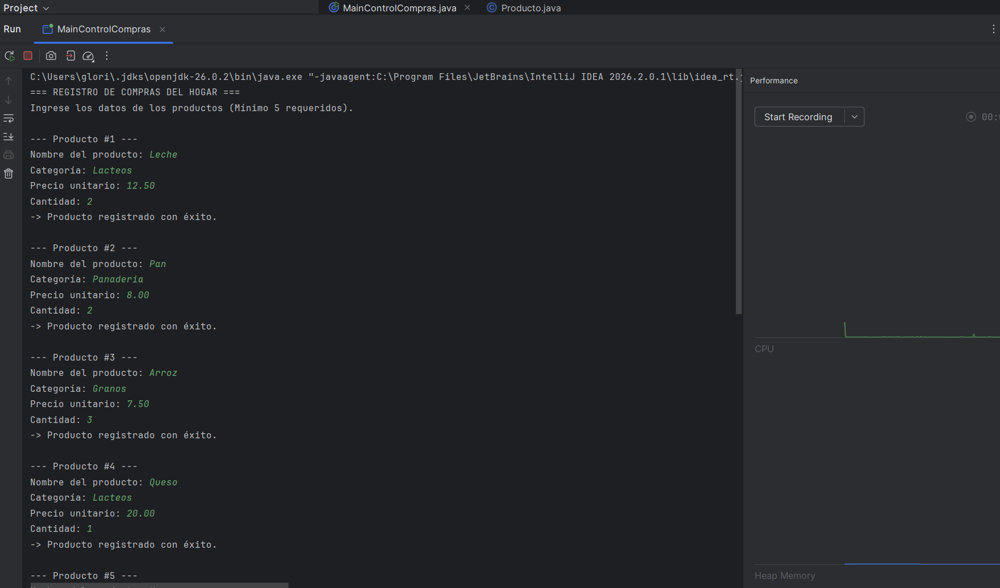 Project
MainControlCompras.java
Producto.java
Run
MainControlCompras
C:\Users\glori\.jdks\openjdk-26.0.2\bin\java.exe "-javaagent:C:\Program Files\JetBrains\IntelliJ IDEA 2026.2.0.1\lib\idea_rt.
=== REGISTRO DE COMPRAS DEL HOGAR ===
Ingrese los datos de los productos (Mínimo 5 requeridos).
--- Producto #1 ---
Nombre del producto: Leche
Categoría: Lacteos
Precio unitario: 12.50
Cantidad: 2
-> Producto registrado con éxito.
--- Producto #2 ---
Nombre del producto: Pan
Categoría: Panaderia
Precio unitario: 8.00
Cantidad: 2
-> Producto registrado con éxito.
--- Producto #3 ---
Nombre del producto: Arroz
Categoría: Granos
Precio unitario: 7.50
Cantidad: 3
-> Producto registrado con éxito.
--- Producto #4 ---
Nombre del producto: Queso
Categoría: Lacteos
Precio unitario: 20.00
Cantidad: 1
-> Producto registrado con éxito.
--- Producto #5 ---
Performance
Start Recording
00:
CPU
Heap Memory